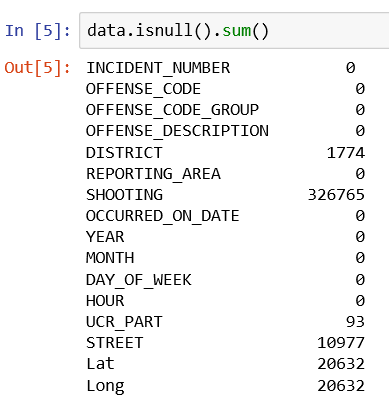 In [5]: data.isnull().sum()
Out[5]: INCIDENT_NUMBER 0
OFFENSE_CODE 0
OFFENSE_CODE_GROUP 0
OFFENSE_DESCRIPTION 0
DISTRICT 1774
REPORTING_AREA 0
SHOOTING 326765
OCCURRED_ON_DATE 0
YEAR 0
MONTH 0
DAY_OF_WEEK 0
HOUR 0
UCR_PART 93
STREET 10977
Lat 20632
Long 20632